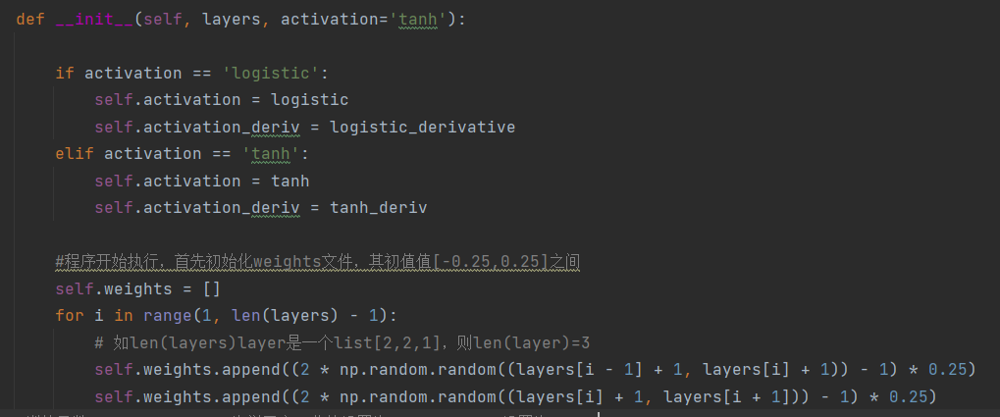 def __init__(self, layers, activation='tanh'):
if activation == 'logistic':
self.activation = logistic
self.activation_deriv = logistic_derivative
elif activation == 'tanh':
self.activation = tanh
self.activation_deriv = tanh_deriv
#程序开始执行，首先初始化weights文件，其初值值[-0.25,0.25]之间
self.weights = []
for i in range(1, len(layers) - 1):
# 如len(layers)layer是一个list[2,2,1]，则len(layer)=3
self.weights.append((2 * np.random.random((layers[i - 1] + 1, layers[i] + 1)) - 1) * 0.25)
self.weights.append((2 * np.random.random((layers[i] + 1, layers[i + 1])) - 1) * 0.25)